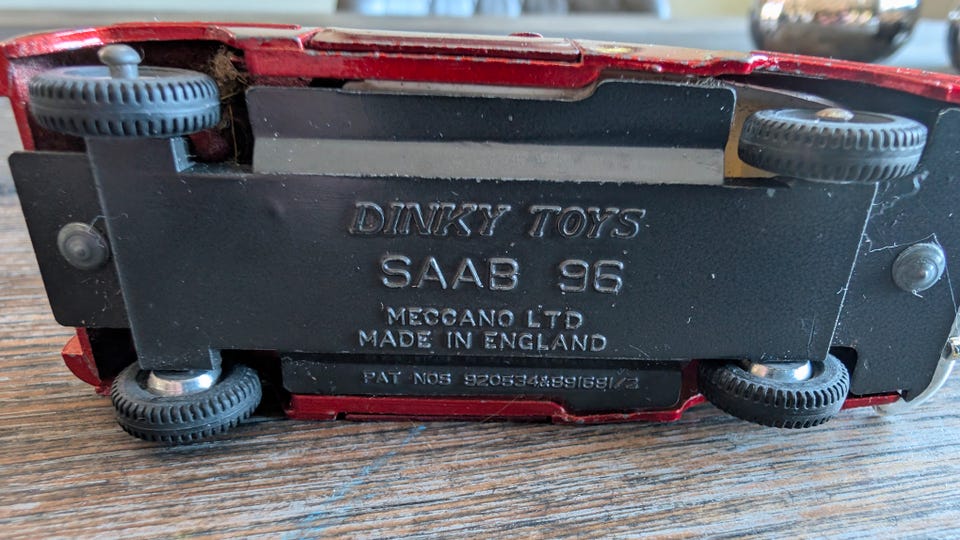 DINKY TOYS
SAAB 96
MECCANO LTD
MADE IN ENGLAND
PAT NOS 920534&891681/2